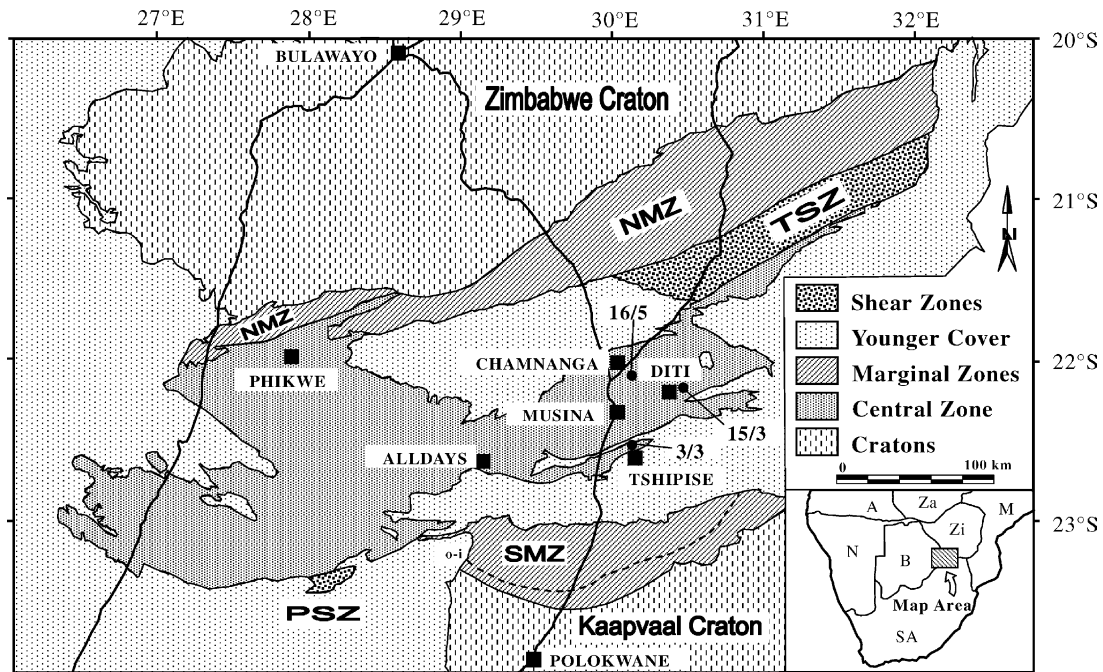 27°E 28°E 29°E 30°E 31°E 32°E
20°S
BULAWAYO
Zimbabwe Craton
NMZ
TSZ
21°S
N
Shear Zones
16/5
NMZ
Younger Cover
CHAMNANGA
DITI
22°S
PHIKWE
Marginal Zones
MUSINA
Central Zone
15/3
ALLDAYS
3/3
Cratons
TSHIPISE
0 100 km
A Za M
Zi
23°S
SMZ
o-i
N B
PSZ
Map Area
Kaapvaal Craton
SA
POLOKWANE